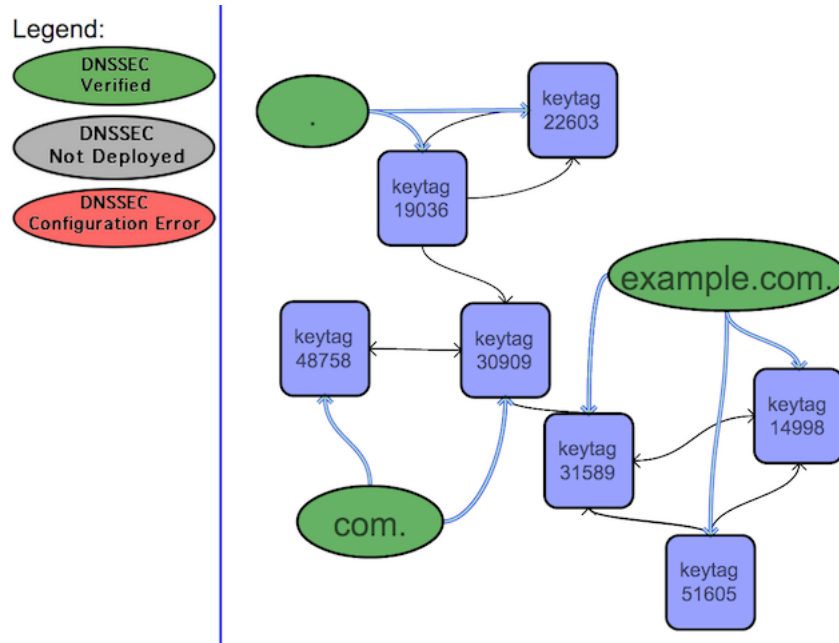 Legend:
DNSSEC
Verified
DNSSEC
Not Deployed
DNSSEC
Configuration Error
.
keytag
22603
keytag
19036
example.com.
keytag
48758
keytag
30909
keytag
14998
keytag
31589
com.
keytag
51605